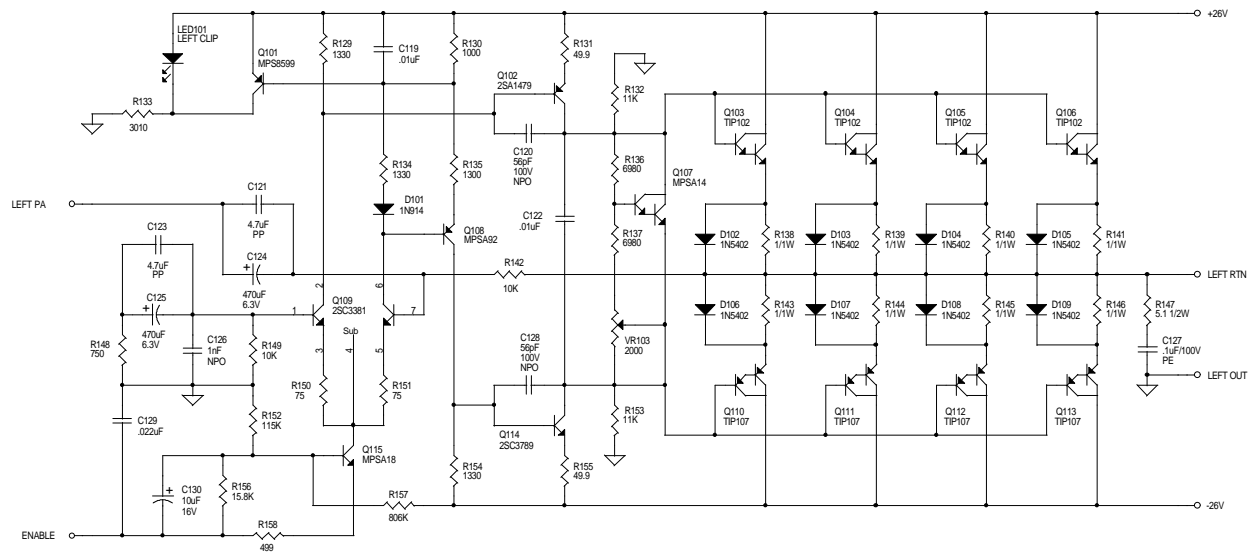 LED101
LEFT CLIP
Q101
MPS8599
R133
3010
R129
1330
C119
.01uF
R130
1000
R131
49.9
Q102
2SA1479
R132
11K
+26V
Q103
TIP102
Q104
TIP102
Q105
TIP102
Q106
TIP102
C120
56pF
100V
NPO
R134
1330
R135
1300
R136
6980
Q107
MPSA14
D101
1N914
LEFT PA
C121
4.7uF
PP
C122
.01uF
R137
6980
Q108
MPSA92
C123
4.7uF
PP
C124
470uF
6.3V
D102
1N5402
R138
1/1W
D103
1N5402
R139
1/1W
D104
1N5402
R140
1/1W
D105
1N5402
R141
1/1W
R142
10K
LEFT RTN
C125
470uF
6.3V
2
6
Q109
2SC3381
1
7
Sub
3
4
5
D106
1N5402
R143
1/1W
D107
1N5402
R144
1/1W
D108
1N5402
R145
1/1W
D109
1N5402
R146
1/1W
R147
5.1 1/2W
C127
.1uF/100V
PE
R148
750
C126
1nF
NPO
R149
10K
VR103
2000
C128
56pF
100V
NPO
LEFT OUT
R150
75
R151
75
C129
.022uF
R152
115K
Q114
2SC3789
R153
11K
Q110
TIP107
Q111
TIP107
Q112
TIP107
Q113
TIP107
Q115
MPSA18
R154
1330
R155
49.9
C130
10uF
16V
R156
15.8K
R157
806K
-26V
R158
499
ENABLE